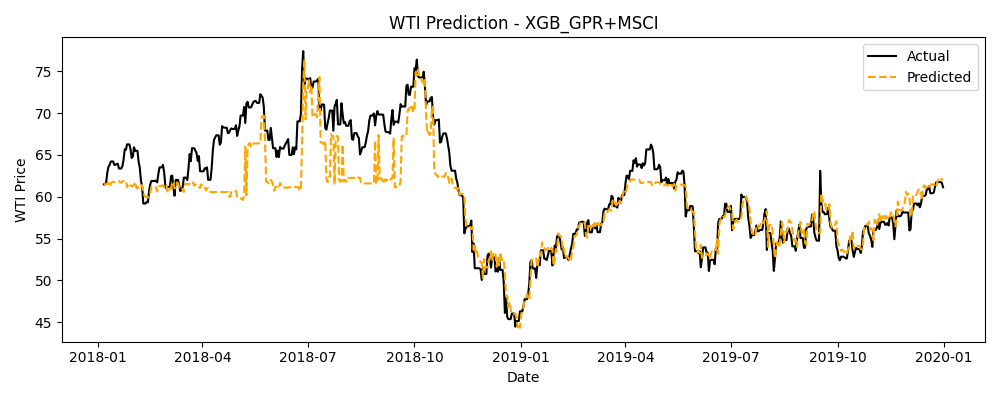 WTI Prediction - XGB_GPR+MSCI
Actual
Predicted
WTI Price
75
70
65
60
55
50
45
2018-01 2018-04 2018-07 2018-10 2019-01 2019-04 2019-07 2019-10 2020-01
Date